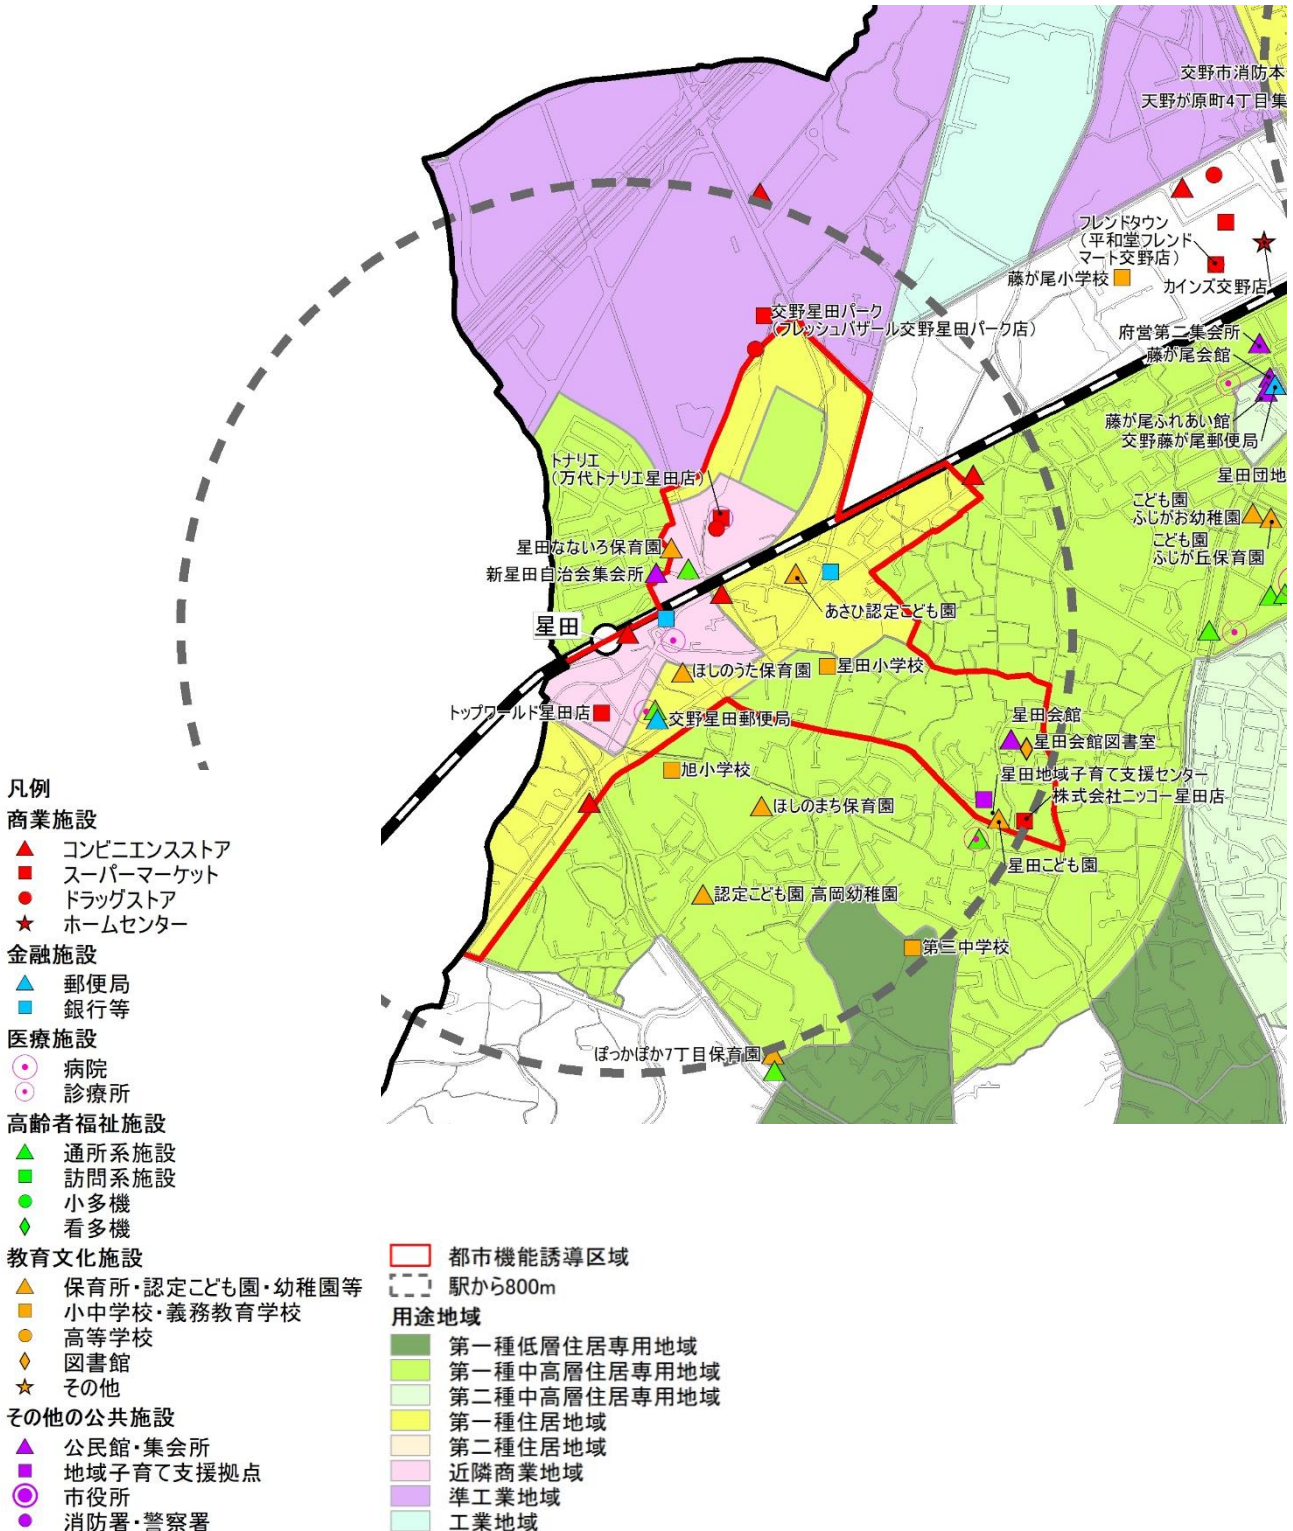 交野市消防本
天野が原町4丁目集
フレンドタウン
（平和堂フレンド
マート交野店）
藤が尾小学校
カインズ交野店
交野星田パーク
（フレッシュバザール交野星田パーク店）
府営第二集会所
藤が尾会館
藤が尾ふれあい館
交野藤が尾郵便局
トナリエ
（万代トナリエ星田店）
星田団地
こども園
ふじがお幼稚園
こども園
ふじが丘保育園
星田なないろ保育園
新星田自治会集会所
あさひ認定こども園
星田
ほしのうた保育園
星田小学校
トップワールド星田店
交野星田郵便局
星田会館
星田会館図書室
旭小学校
星田地域子育て支援センター
株式会社ニッコー星田店
ほしのまち保育園
星田こども園
認定こども園 高岡幼稚園
第三中学校
ぽっかぽか7丁目保育園
凡例
商業施設
コンビニエンスストア
スーパーマーケット
ドラッグストア
ホームセンター
金融施設
郵便局
銀行等
医療施設
病院
診療所
高齢者福祉施設
通所系施設
訪問系施設
小多機
看多機
教育文化施設
保育所・認定こども園・幼稚園等
小中学校・義務教育学校
高等学校
図書館
その他
その他の公共施設
公民館・集会所
地域子育て支援拠点
市役所
消防署・警察署
都市機能誘導区域
駅から800m
用途地域
第一種低層住居専用地域
第一種中高層住居専用地域
第二種中高層住居専用地域
第一種住居地域
第二種住居地域
近隣商業地域
準工業地域
工業地域